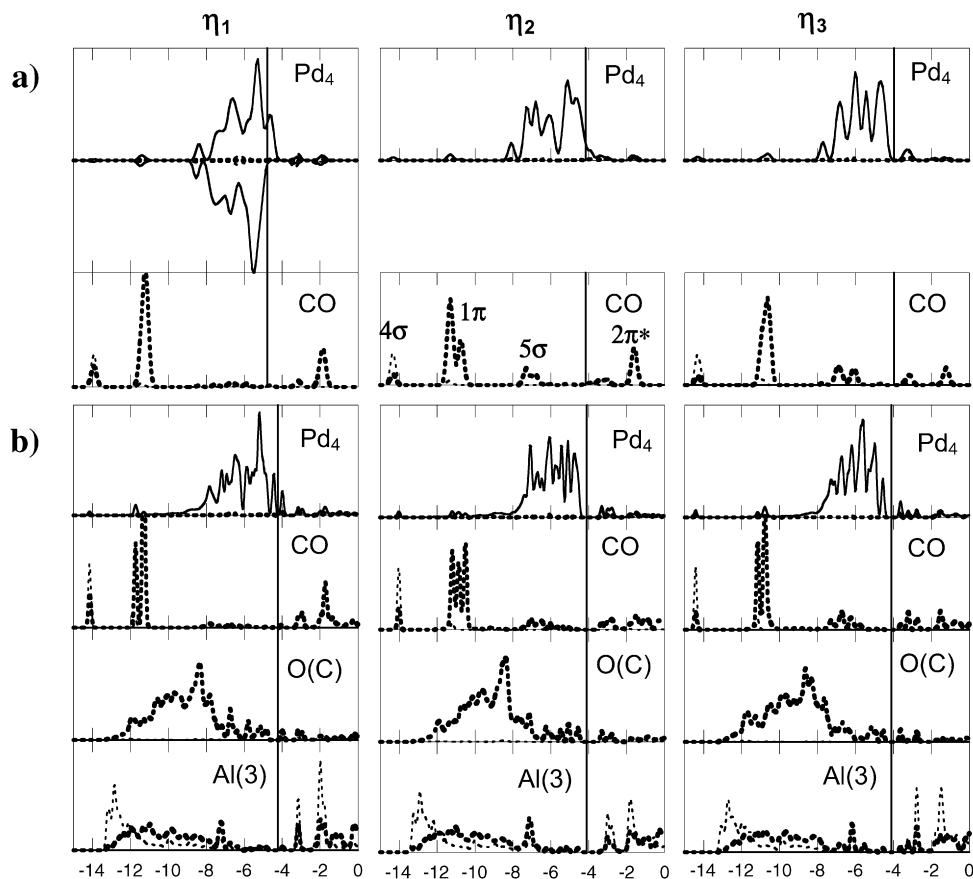 η1 η2 η3
a) Pd4 Pd4 Pd4
CO CO CO
4σ 1π 5σ 2π*
b) Pd4 Pd4 Pd4
CO CO CO
O(C) O(C) O(C)
Al(3) Al(3) Al(3)
-14 -12 -10 -8 -6 -4 -2 0 -14 -12 -10 -8 -6 -4 -2 0 -14 -12 -10 -8 -6 -4 -2 0